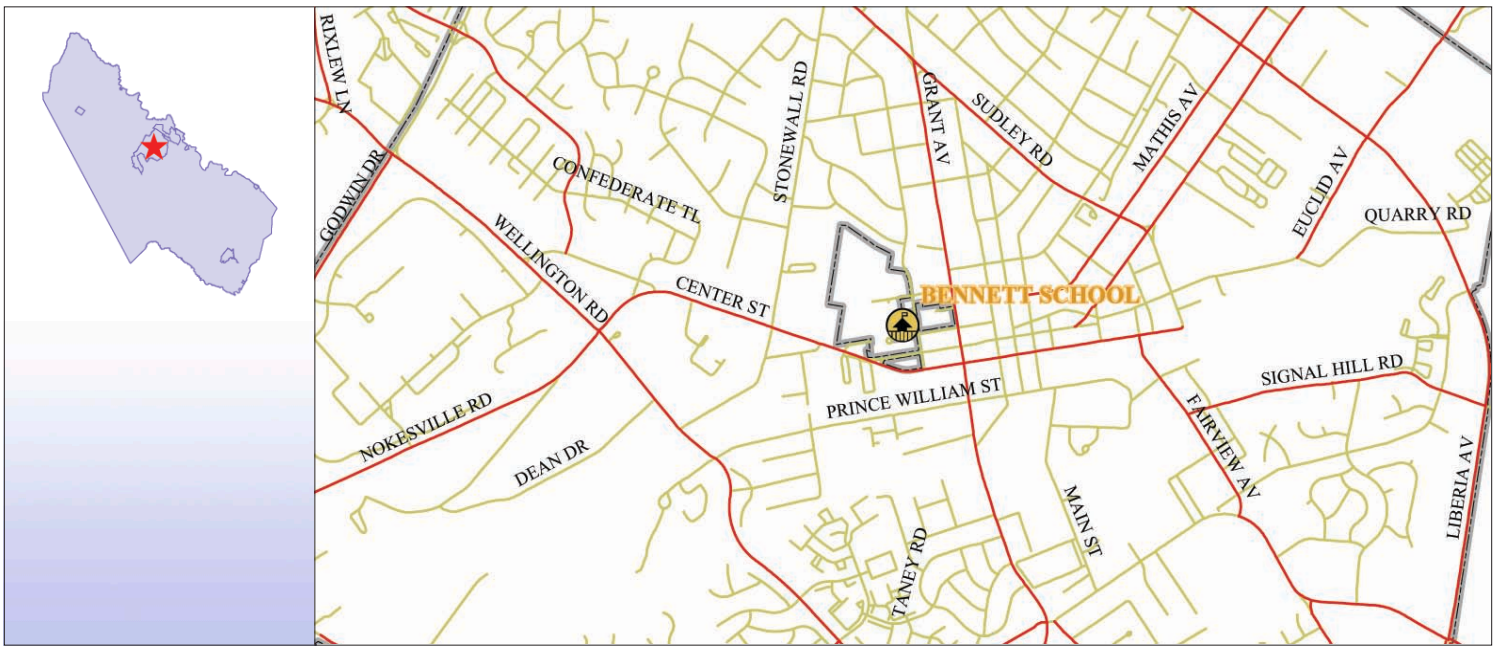 RIXLEW LN
GODWIN DR
CONFEDERATE TL
WELLINGTON RD
STONEWALL RD
GRANT AV
SUDLEY RD
MATHIS AV
EUCLID AV
QUARRY RD
CENTER ST
BENNETT SCHOOL
NOKESVILLE RD
DEAN DR
PRINCE WILLIAM ST
SIGNAL HILL RD
FAIRVIEW AV
LIBERIA AV
MAIN ST
TANEY RD